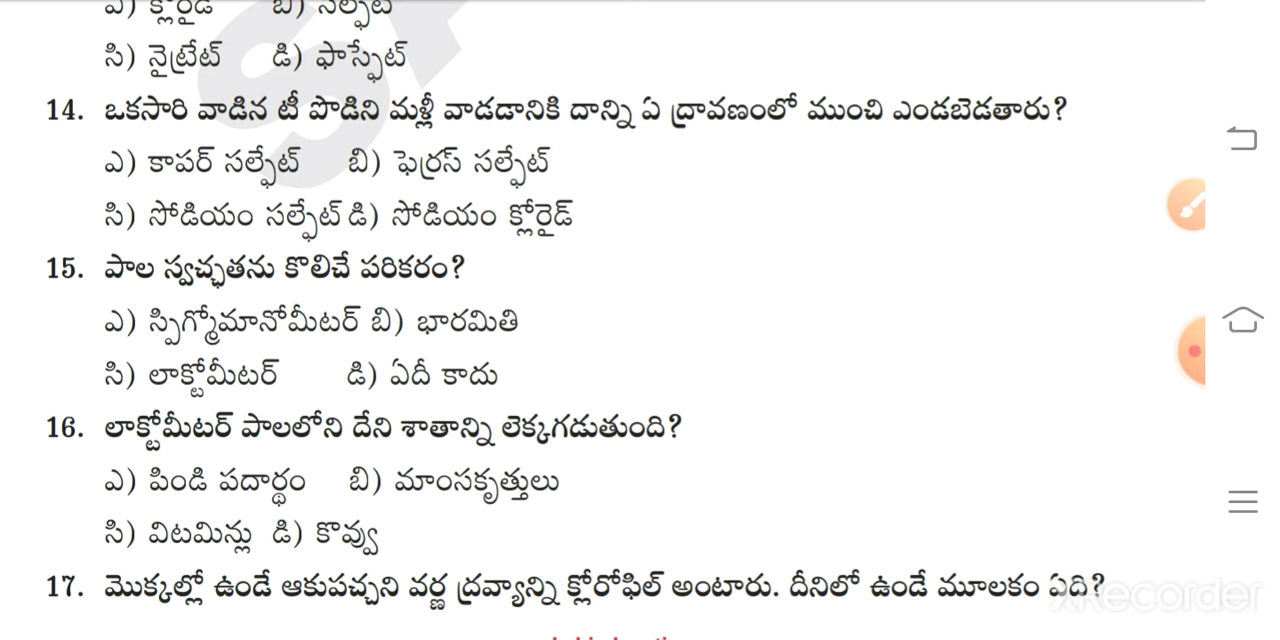 ఎ) క్లోరైడ్ బి) సల్ఫేట్
సి) నైట్రేట్ డి) ఫాస్ఫేట్
14. ఒకసారి వాడిన టీ పొడిని మళ్లీ వాడడానికి దాన్ని ఏ ద్రావణంలో ముంచి ఎండబెడతారు?
ఎ) కాపర్ సల్ఫేట్ బి) ఫెర్రస్ సల్ఫేట్
సి) సోడియం సల్ఫేట్ డి) సోడియం క్లోరైడ్
15. పాల స్వచ్ఛతను కొలిచే పరికరం?
ఎ) స్పిగ్మోమానోమీటర్ బి) భారమితి
సి) లాక్టోమీటర్ డి) ఏదీ కాదు
16. లాక్టోమీటర్ పాలలోని దేని శాతాన్ని లెక్కగడుతుంది?
ఎ) పిండి పదార్థం బి) మాంసకృత్తులు
సి) విటమిన్లు డి) కొవ్వు
17. మొక్కల్లో ఉండే ఆకుపచ్చని వర్ణ ద్రవ్యాన్ని క్లోరోఫిల్ అంటారు. దీనిలో ఉండే మూలకం ఏది?
XRecorder